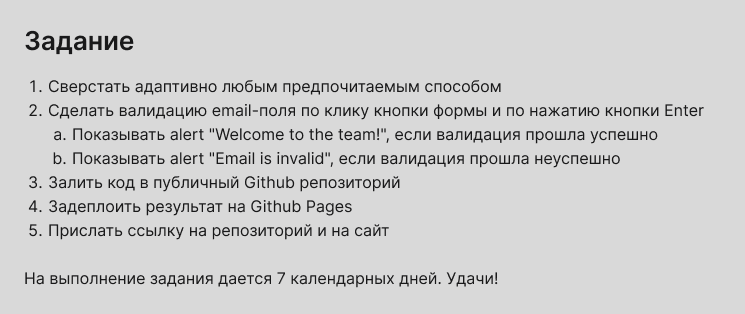 Задание
1. Сверстать адаптивно любым предпочитаемым способом
2. Сделать валидацию email-поля по клику кнопки формы и по нажатию кнопки Enter
a. Показывать alert "Welcome to the team!", если валидация прошла успешно
b. Показывать alert "Email is invalid", если валидация прошла неуспешно
3. Залить код в публичный Github репозиторий
4. Задеплоить результат на Github Pages
5. Прислать ссылку на репозиторий и на сайт
На выполнение задания дается 7 календарных дней. Удачи!